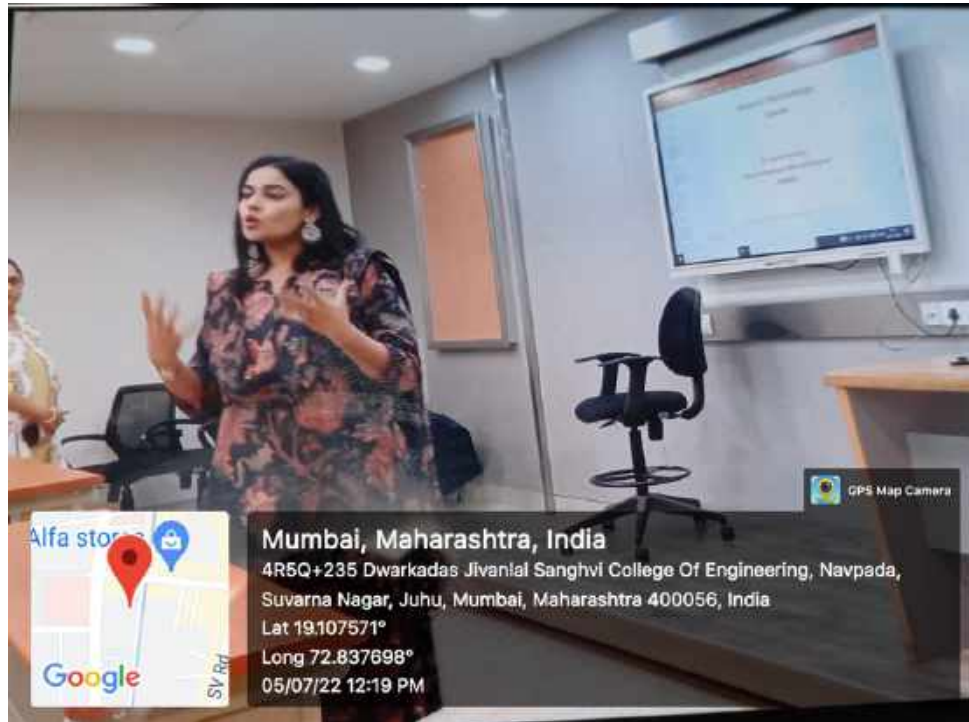 GPS Map Camera
Alfa
Google
SV Rd
Mumbai, Maharashtra, India
4R5Q+235 Dwarkadas Jivanlal Sanghvi College Of Engineering, Navpada,
Suvarna Nagar, Juhu, Mumbai, Maharashtra 400056, India
Lat 19.107571°
Long 72.837698°
05/07/22 12:19 PM